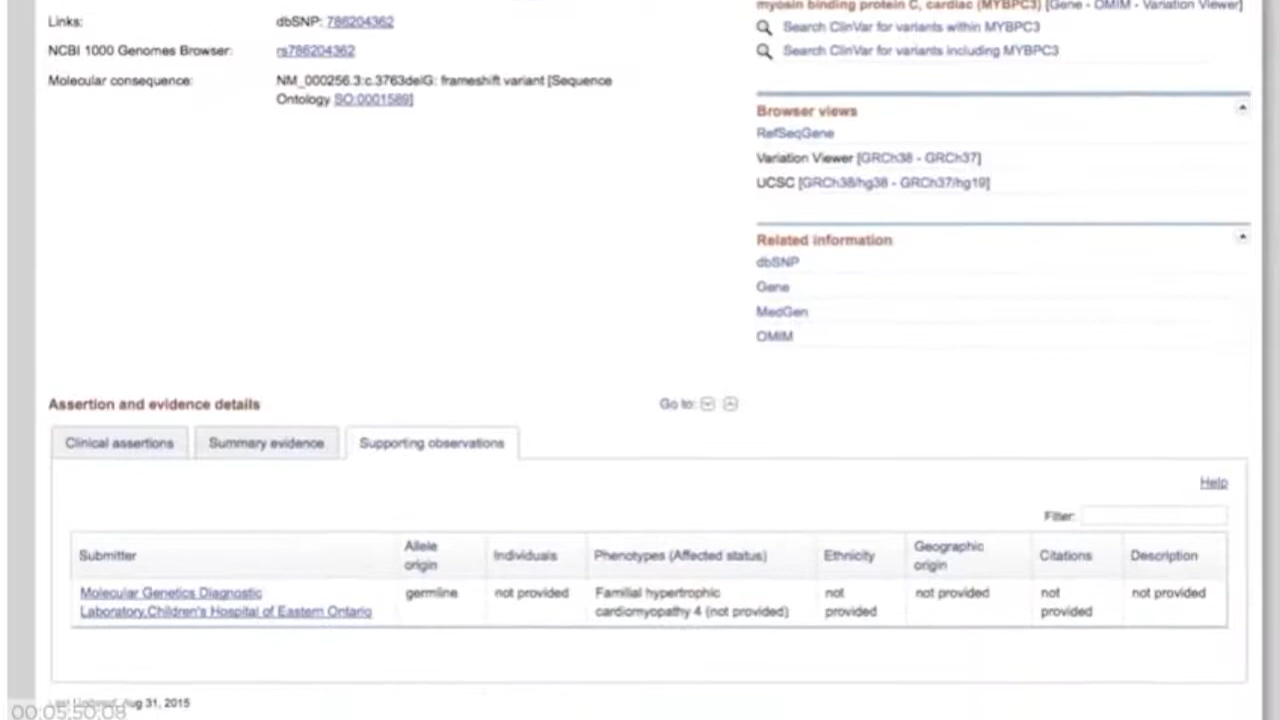 myosin binding protein C, cardiac (MYBPC3) [Gene - OMIM - Variation Viewer]
Links: dbSNP: 786204362
Search ClinVar for variants within MYBPC3
NCBI 1000 Genomes Browser: rs786204362
Search ClinVar for variants including MYBPC3
Molecular consequence: NM_000256.3:c.3763delG: frameshift variant [Sequence
Ontology SO:0001589]
Browser views
RefSeqGene
Variation Viewer [GRCh38 - GRCh37]
UCSC [GRCh38/hg38 - GRCh37/hg19]
Related information
dbSNP
Gene
MedGen
OMIM
Assertion and evidence details Go to:
Clinical assertions Summary evidence Supporting observations
Help
Filter:
Submitter Allele origin Individuals Phenotypes (Affected status) Ethnicity Geographic origin Citations Description
Molecular Genetics Diagnostic germline not provided Familial hypertrophic not not provided not not provided
Laboratory,Children's Hospital of Eastern Ontario cardiomyopathy 4 (not provided) provided provided
Last Updated: Aug 31, 2015
00:05:50:08